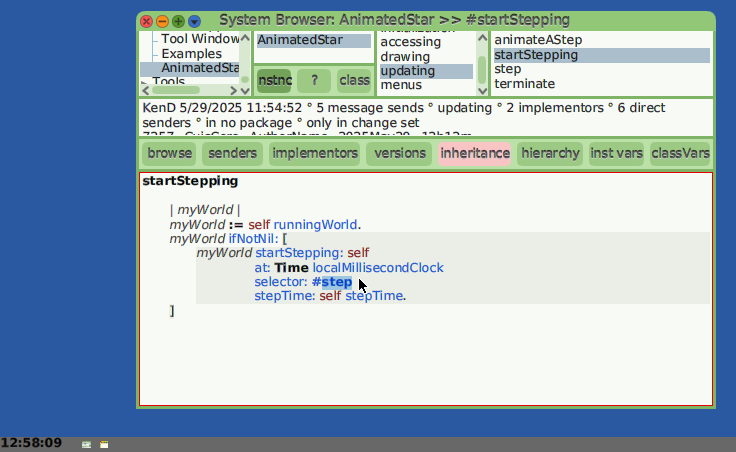 System Browser: AnimatedStar >> #startStepping
Tool Window
Examples
AnimatedSta
Tools
AnimatedStar
nstnc ? class
accessing
drawing
updating
menus
animateAStep
startStepping
step
terminate
KenD 5/29/2025 11:54:52 ° 5 message sends ° updating ° 2 implementors ° 6 direct
senders ° in no package ° only in change set
browse senders implementors versions inheritance hierarchy inst vars classVars
startStepping
| myWorld |
myWorld := self runningWorld.
myWorld ifNotNil: [
myWorld startStepping: self
at: Time localMillisecondClock
selector: #step
stepTime: self stepTime.
]
12:58:09